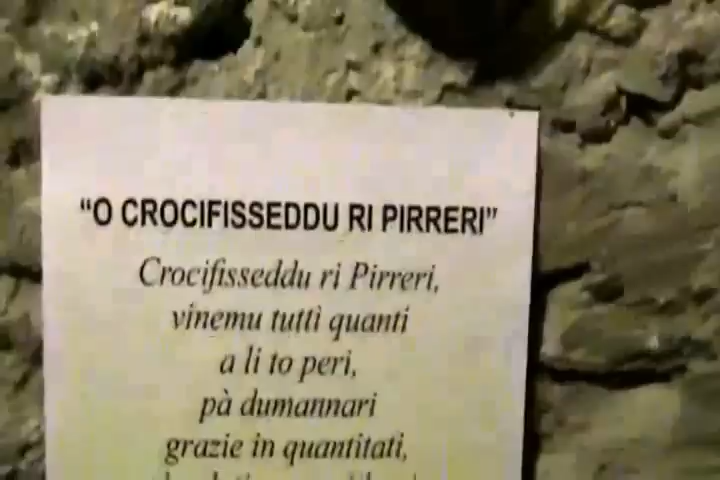 “O CROCIFISSEDDU RI PIRRERI”
Crocifisseddu ri Pirreri,
vinemu tutti quanti
a li to peri,
pà dumannari
grazie in quantitati,